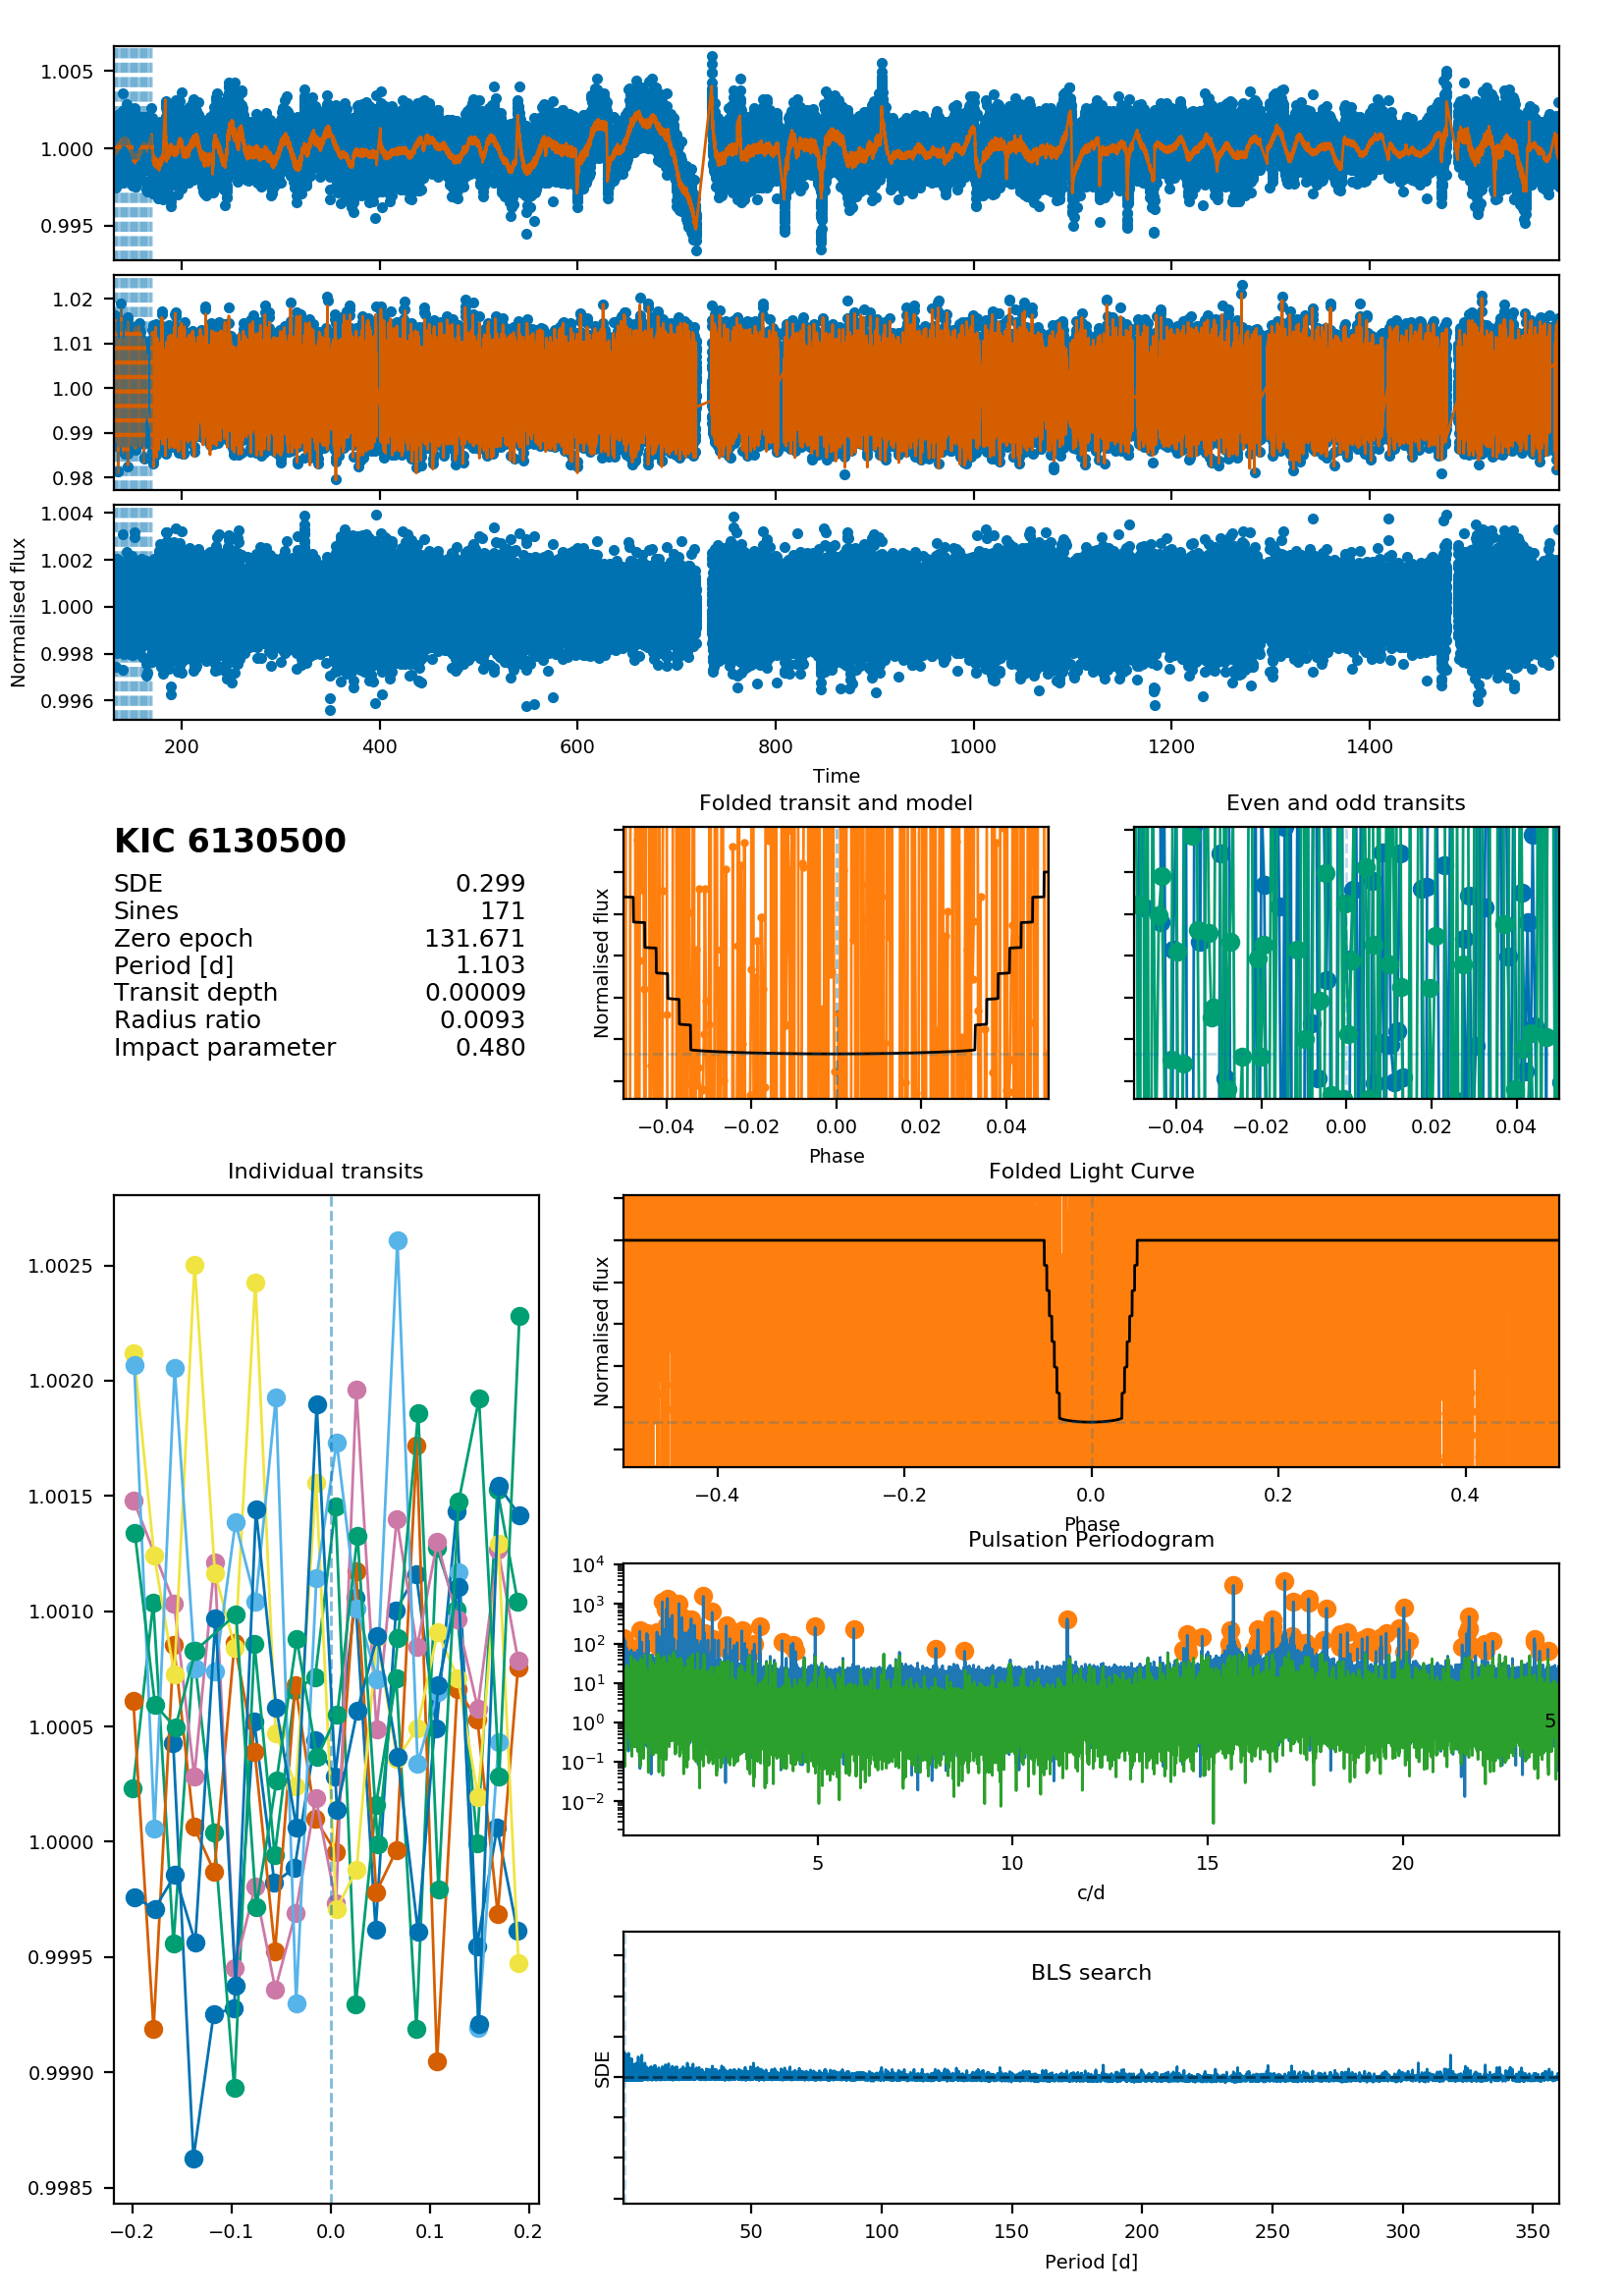 1.005
1.000
0.995
1.02
1.01
1.00
0.99
0.98
1.004
1.002
1.000
0.998
0.996
Normalised flux
200 400 600 800 1000 1200 1400
Time
KIC 6130500
SDE 0.299
Sines 171
Zero epoch 131.671
Period [d] 1.103
Transit depth 0.00009
Radius ratio 0.0093
Impact parameter 0.480
Folded transit and model
Normalised flux
−0.04 −0.02 0.00 0.02 0.04
Phase
Even and odd transits
−0.04 −0.02 0.00 0.02 0.04
Individual transits
1.0025
1.0020
1.0015
1.0010
1.0005
1.0000
0.9995
0.9990
0.9985
−0.2 −0.1 0.0 0.1 0.2
Folded Light Curve
Normalised flux
−0.4 −0.2 0.0 0.2 0.4
Phase
Pulsation Periodogram
10⁴
10³
10²
10¹
10⁰
10⁻¹
10⁻²
5
5 10 15 20
c/d
BLS search
SDE
50 100 150 200 250 300 350
Period [d]